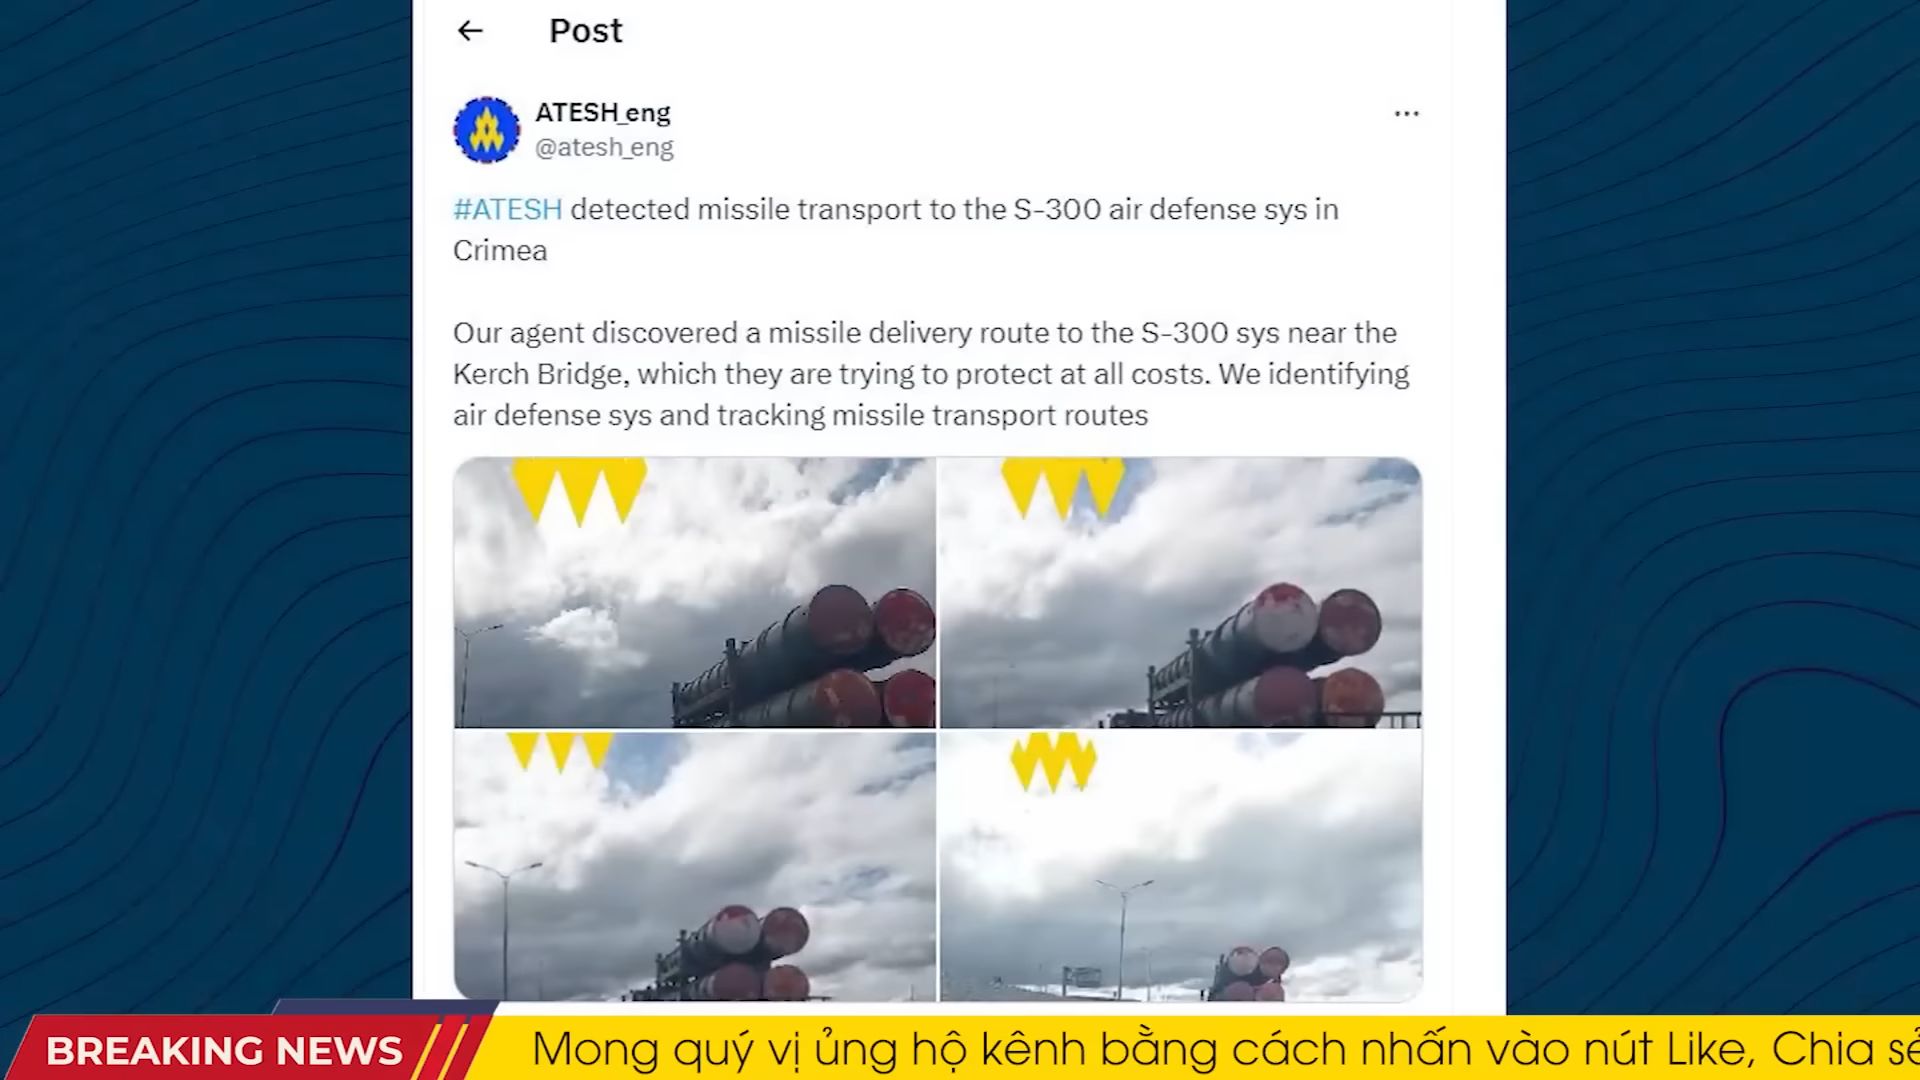 Post
ATESH_eng
@atesh_eng
#ATESH detected missile transport to the S-300 air defense sys in
Crimea
Our agent discovered a missile delivery route to the S-300 sys near the
Kerch Bridge, which they are trying to protect at all costs. We identifying
air defense sys and tracking missile transport routes
BREAKING NEWS
Mong quý vị ủng hộ kênh bằng cách nhấn vào nút Like, Chia sẻ